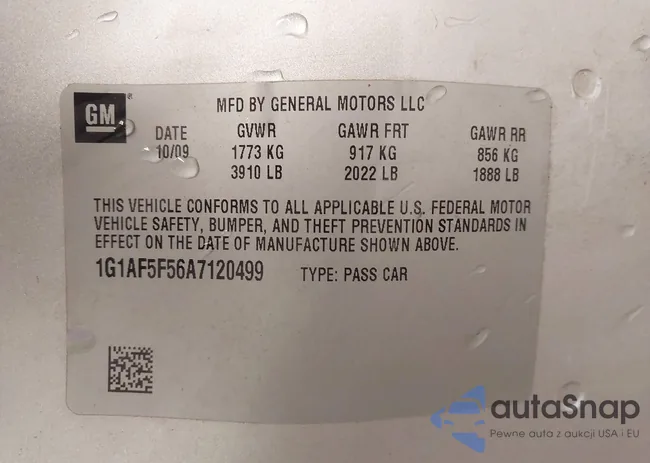 GM
MFD BY GENERAL MOTORS LLC
DATE GVWR GAWR FRT GAWR RR
10/09 1773 KG 917 KG 856 KG
3910 LB 2022 LB 1888 LB
THIS VEHICLE CONFORMS TO ALL APPLICABLE U.S. FEDERAL MOTOR
VEHICLE SAFETY, BUMPER, AND THEFT PREVENTION STANDARDS IN
EFFECT ON THE DATE OF MANUFACTURE SHOWN ABOVE.
1G1AF5F56A7120499 TYPE: PASS CAR
autaSnap
Pewne auta z aukcji USA i EU